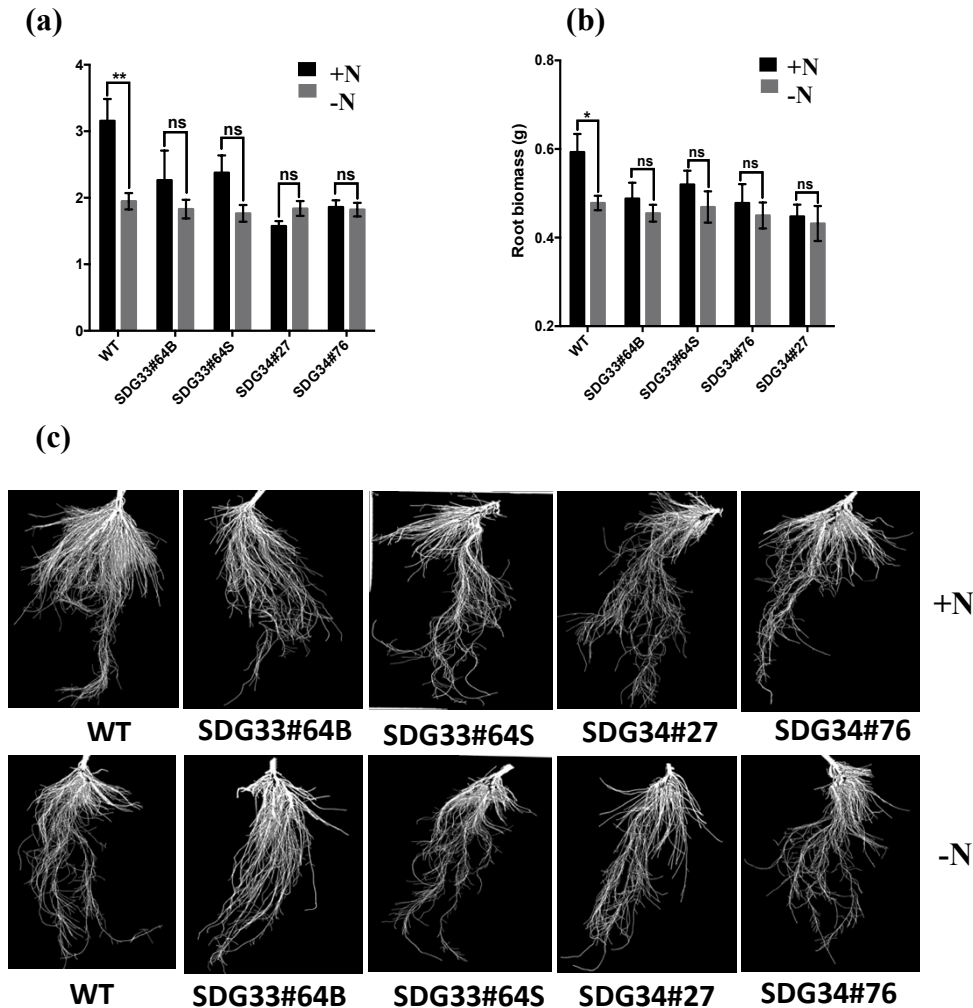 (a)
+N
-N
4
3
2
1
0
**
ns
ns
ns
ns
WT
SDG33#64B
SDG33#64S
SDG34#27
SDG34#76
(b)
+N
-N
Root biomass (g)
0.8
0.6
0.4
0.2
*
ns
ns
ns
ns
WT
SDG33#64B
SDG33#64S
SDG34#76
SDG34#27
(c)
+N
WT SDG33#64B SDG33#64S SDG34#27 SDG34#76
-N
WT SDG33#64B SDG33#64S SDG34#27 SDG34#76